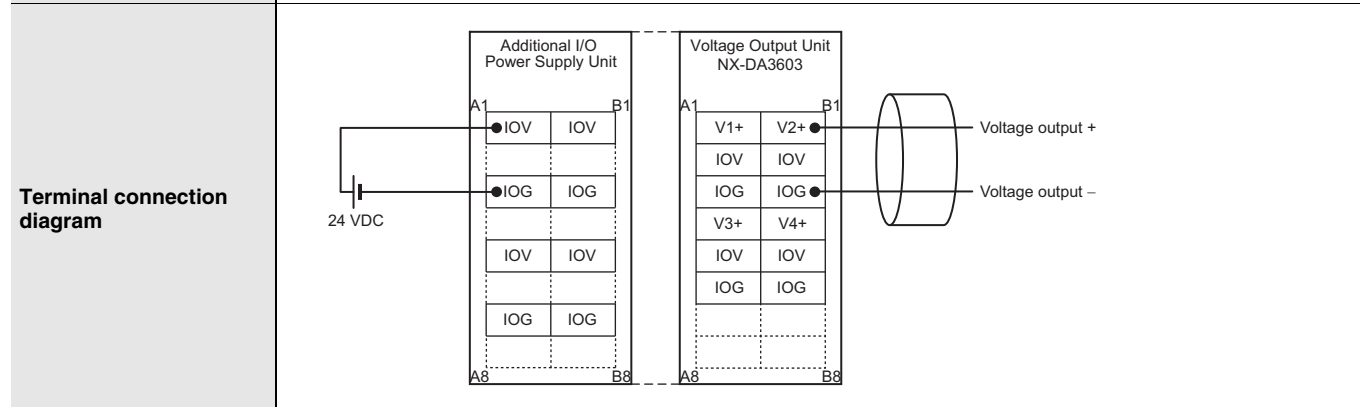 Terminal connection
diagram
24 VDC
Additional I/O
Power Supply Unit
A1 B1
IOV IOV
IOG IOG
IOV IOV
IOG IOG
A8 B8
Voltage Output Unit
NX-DA3603
A1 B1
V1+ V2+
IOV IOV
IOG IOG
V3+ V4+
IOV IOV
IOG IOG
A8 B8
Voltage output +
Voltage output −